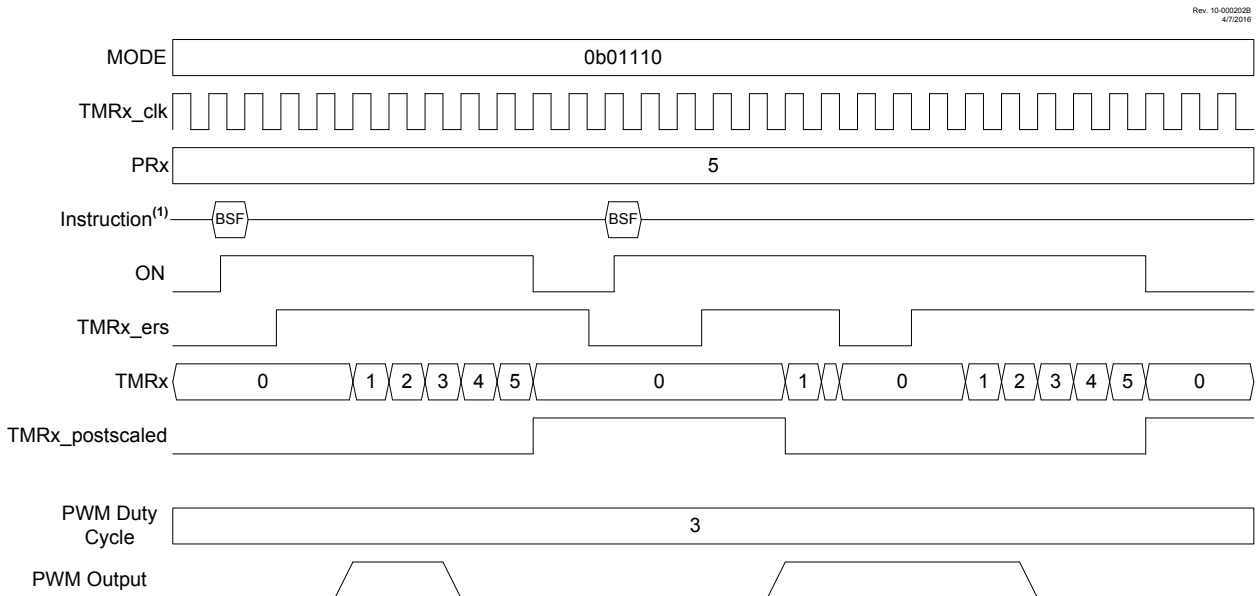 Rev. 10-000202B
4/7/2016
MODE 0b01110
TMRx_clk
PRx 5
Instruction(1) BSF BSF
ON
TMRx_ers
TMRx 0 1 2 3 4 5 0 1 0 1 2 3 4 5 0
TMRx_postscaled
PWM Duty
Cycle 3
PWM Output